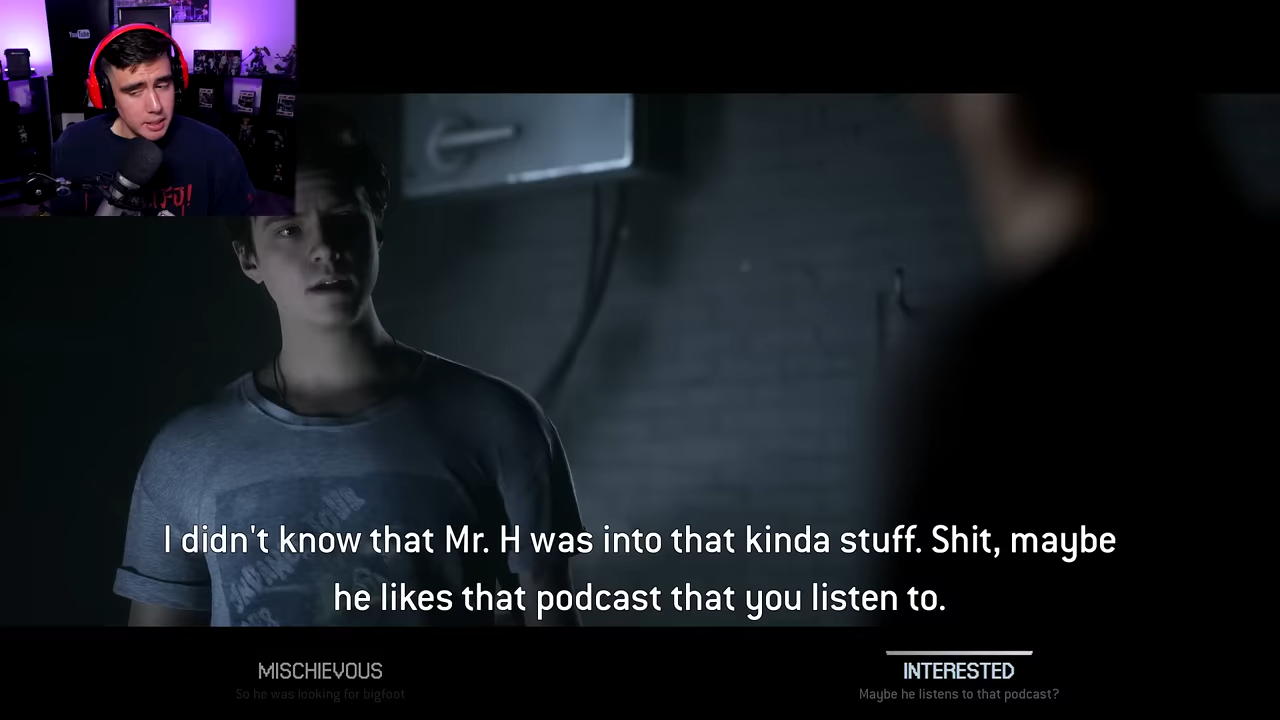 YouTube
I didn't know that Mr. H was into that kinda stuff. Shit, maybe
he likes that podcast that you listen to.
MISCHIEVOUS
INTERESTED
So he was looking for bigfoot
Maybe he listens to that podcast?